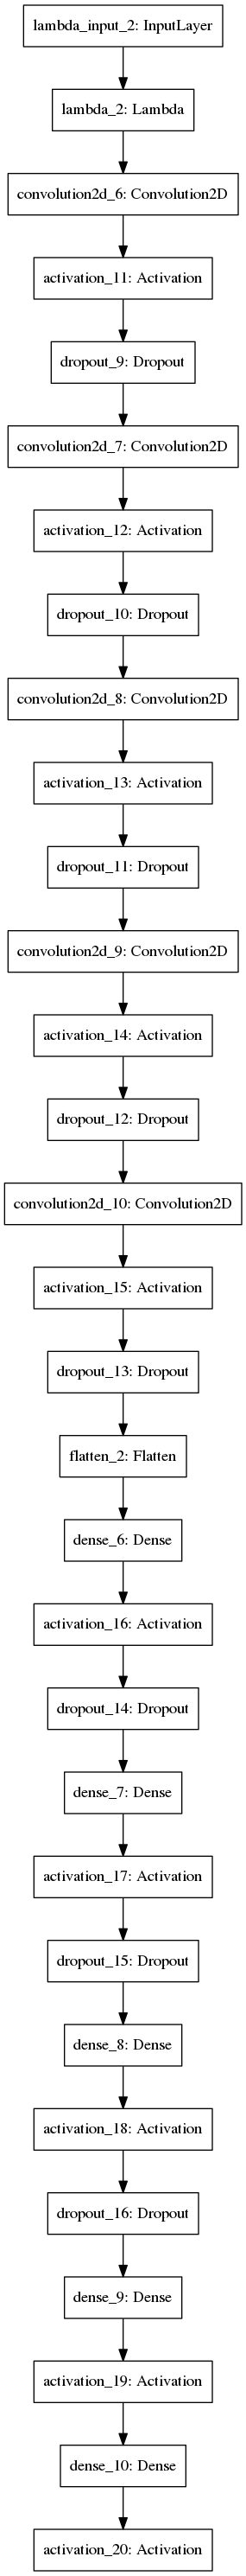 lambda_input_2: InputLayer
lambda_2: Lambda
convolution2d_6: Convolution2D
activation_11: Activation
dropout_9: Dropout
convolution2d_7: Convolution2D
activation_12: Activation
dropout_10: Dropout
convolution2d_8: Convolution2D
activation_13: Activation
dropout_11: Dropout
convolution2d_9: Convolution2D
activation_14: Activation
dropout_12: Dropout
convolution2d_10: Convolution2D
activation_15: Activation
dropout_13: Dropout
flatten_2: Flatten
dense_6: Dense
activation_16: Activation
dropout_14: Dropout
dense_7: Dense
activation_17: Activation
dropout_15: Dropout
dense_8: Dense
activation_18: Activation
dropout_16: Dropout
dense_9: Dense
activation_19: Activation
dense_10: Dense
activation_20: Activation